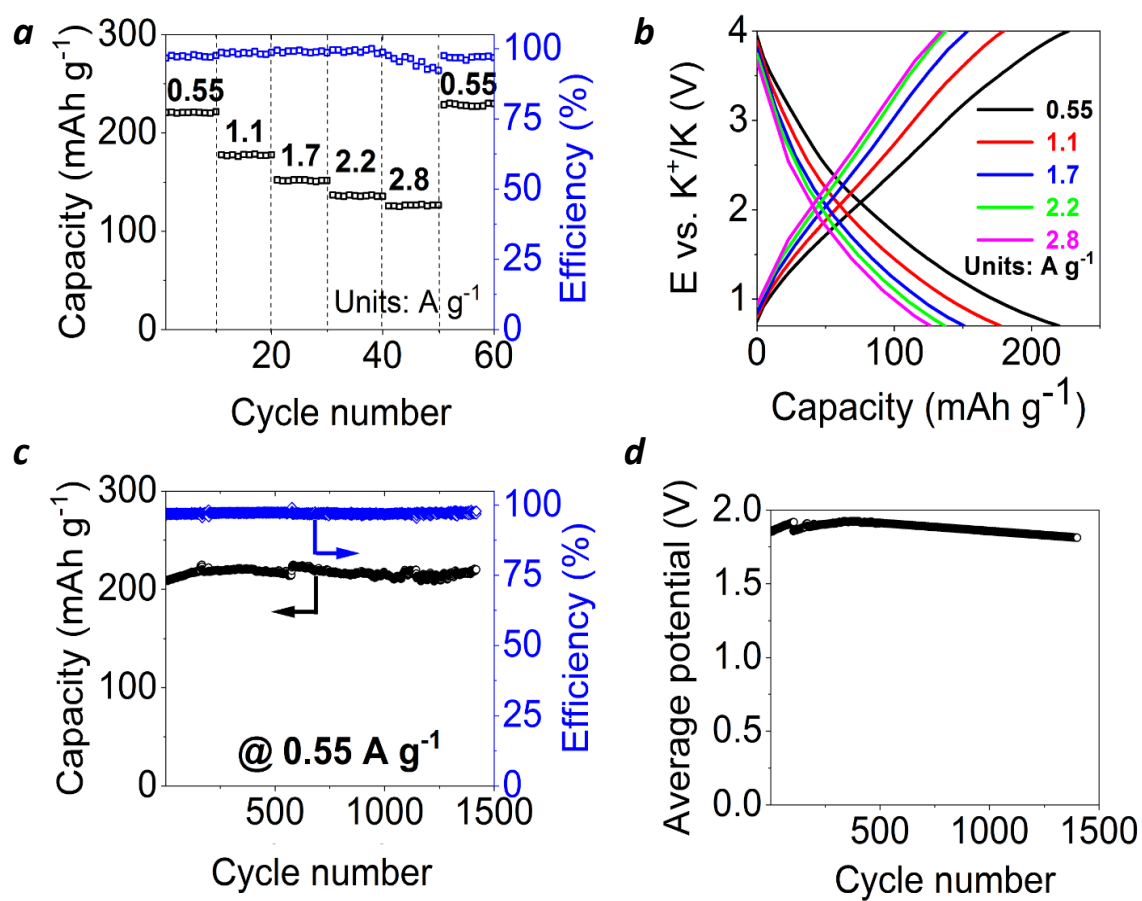 a
Capacity (mAh g⁻¹)
300
200
100
0
0.55
1.1
1.7
2.2
2.8
0.55
Units: A g⁻¹
100
75
50
25
0
Efficiency (%)
20
40
60
Cycle number
b
E vs. K⁺/K (V)
4
3
2
1
0.55
1.1
1.7
2.2
2.8
Units: A g⁻¹
0
100
200
Capacity (mAh g⁻¹)
c
Capacity (mAh g⁻¹)
300
200
100
0
@ 0.55 A g⁻¹
100
75
50
25
0
Efficiency (%)
500
1000
1500
Cycle number
d
Average potential (V)
2.0
1.5
1.0
0.5
0.0
500
1000
1500
Cycle number